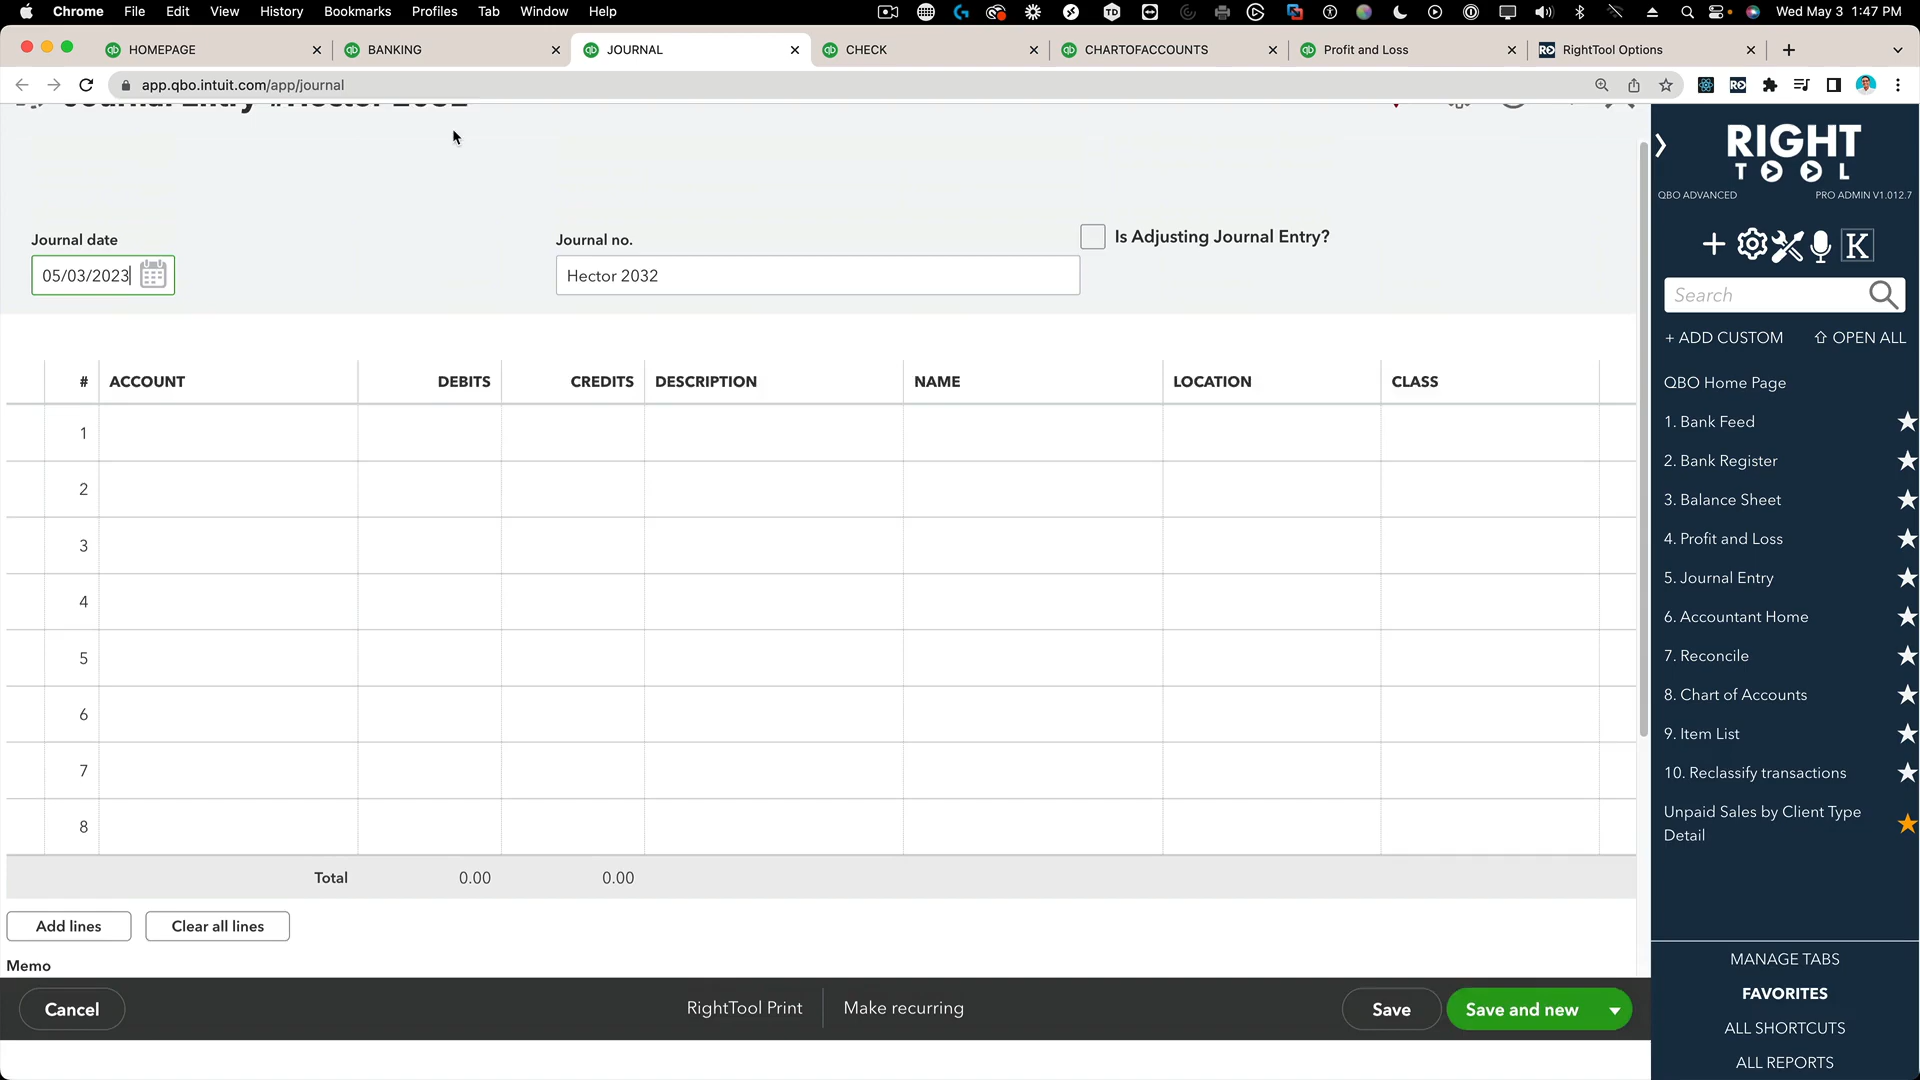 Chrome File Edit View History Bookmarks Profiles Tab Window Help Wed May 3 1:47 PM
HOMEPAGE BANKING JOURNAL CHECK CHARTOFACCOUNTS Profit and Loss RightTool Options
app.qbo.intuit.com/app/journal
Journal Entry #Hector 2032
Journal date
05/03/2023
Journal no.
Hector 2032
Is Adjusting Journal Entry?
# ACCOUNT DEBITS CREDITS DESCRIPTION NAME LOCATION CLASS
1
2
3
4
5
6
7
8
Total 0.00 0.00
Add lines Clear all lines
Memo
Cancel RightTool Print Make recurring Save Save and new
RIGHT
TOOL
QBO ADVANCED PRO ADMIN V1.012.7
K
Search
+ ADD CUSTOM OPEN ALL
QBO Home Page
1. Bank Feed
2. Bank Register
3. Balance Sheet
4. Profit and Loss
5. Journal Entry
6. Accountant Home
7. Reconcile
8. Chart of Accounts
9. Item List
10. Reclassify transactions
Unpaid Sales by Client Type
Detail
MANAGE TABS
FAVORITES
ALL SHORTCUTS
ALL REPORTS